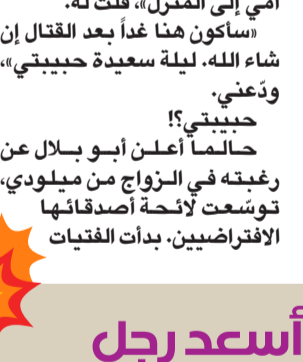 أمي إلى المنزل»، قلت له.
«سأكون هنا غداً بعد القتال إن
شاء الله. ليلة سعيدة حبيبتي»،
ودّعني.
حبيبتي؟!
حالما أعلن أبو بلال عن
رغبته في الزواج من ميلودي،
توسّعت لائحة أصدقائها
الافتراضيين. بدأت الفتيات
أسعد رجل